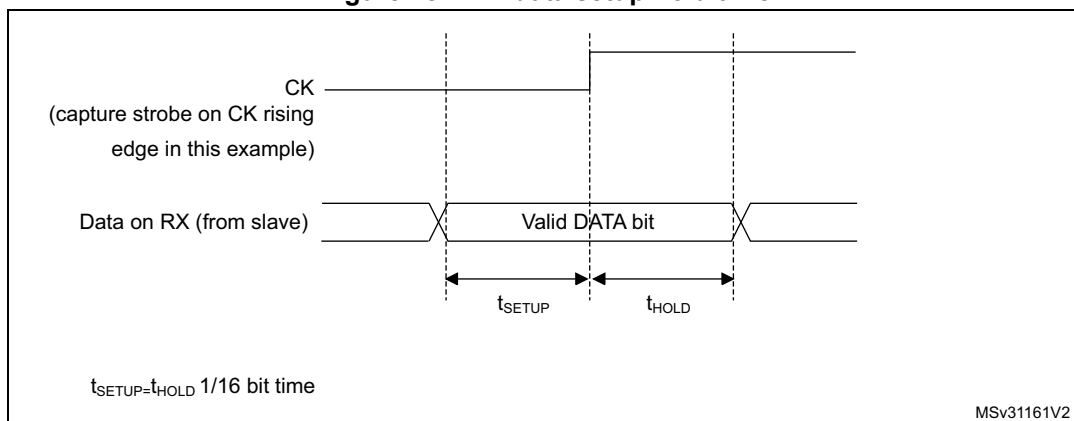 CK
(capture strobe on CK rising
edge in this example)
Data on RX (from slave)
Valid DATA bit
tSETUP
tHOLD
tSETUP=tHOLD 1/16 bit time
MSv31161V2